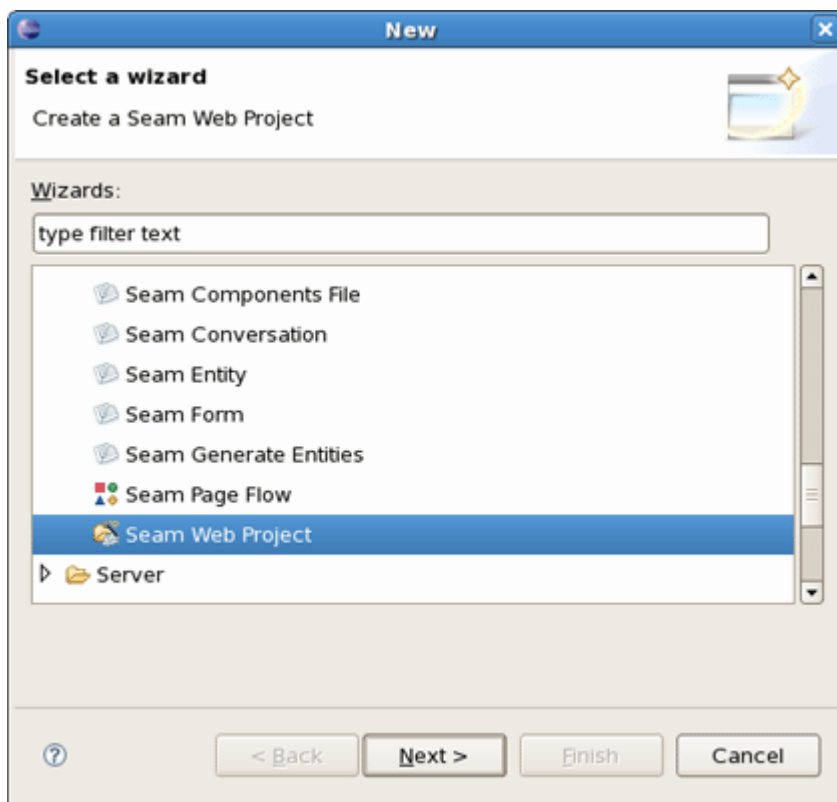 New
Select a wizard
Create a Seam Web Project
Wizards:
type filter text
Seam Components File
Seam Conversation
Seam Entity
Seam Form
Seam Generate Entities
Seam Page Flow
Seam Web Project
Server
? < Back Next > Finish Cancel